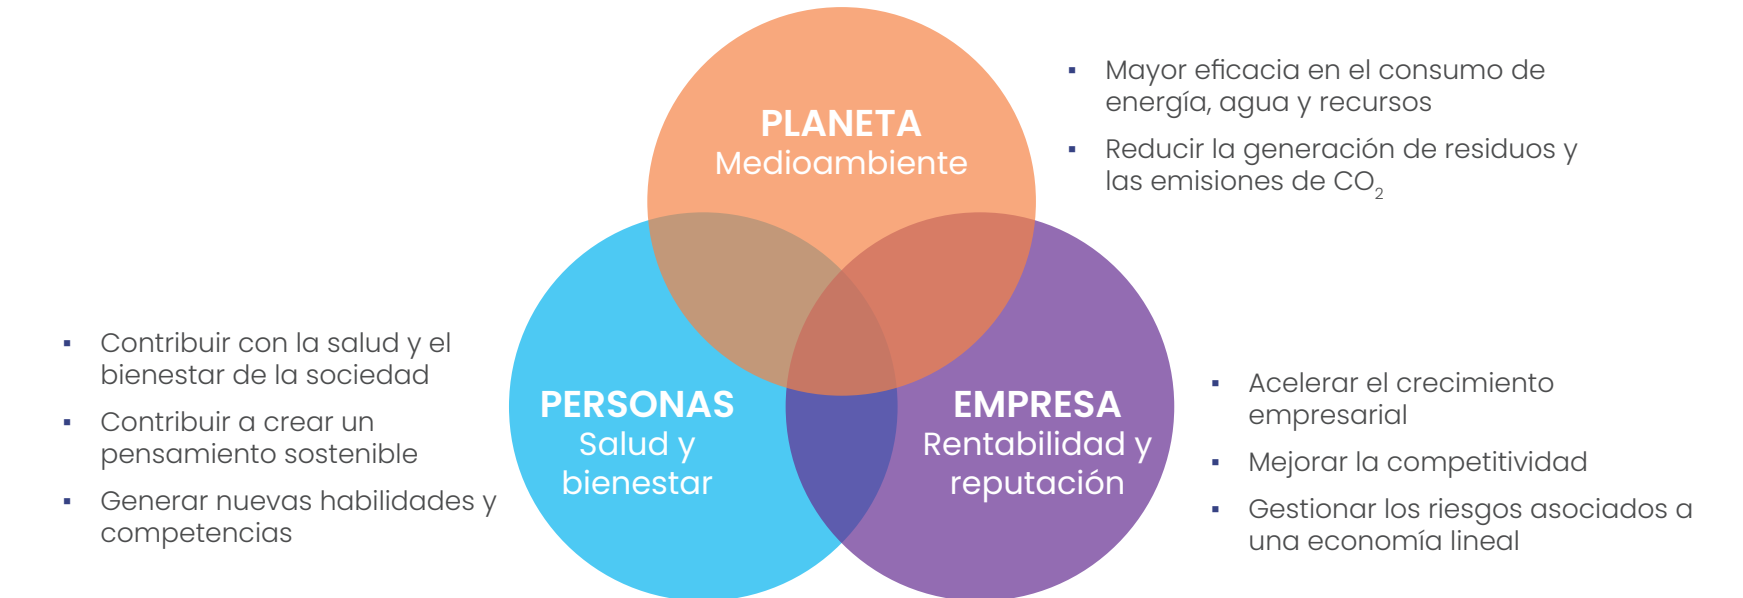 PLANETA
Medioambiente
▪ Mayor eficacia en el consumo de
energía, agua y recursos
▪ Reducir la generación de residuos y
las emisiones de CO₂
▪ Contribuir con la salud y el
bienestar de la sociedad
▪ Contribuir a crear un
pensamiento sostenible
▪ Generar nuevas habilidades y
competencias
PERSONAS
Salud y
bienestar
EMPRESA
Rentabilidad y
reputación
▪ Acelerar el crecimiento
empresarial
▪ Mejorar la competitividad
▪ Gestionar los riesgos asociados a
una economía lineal